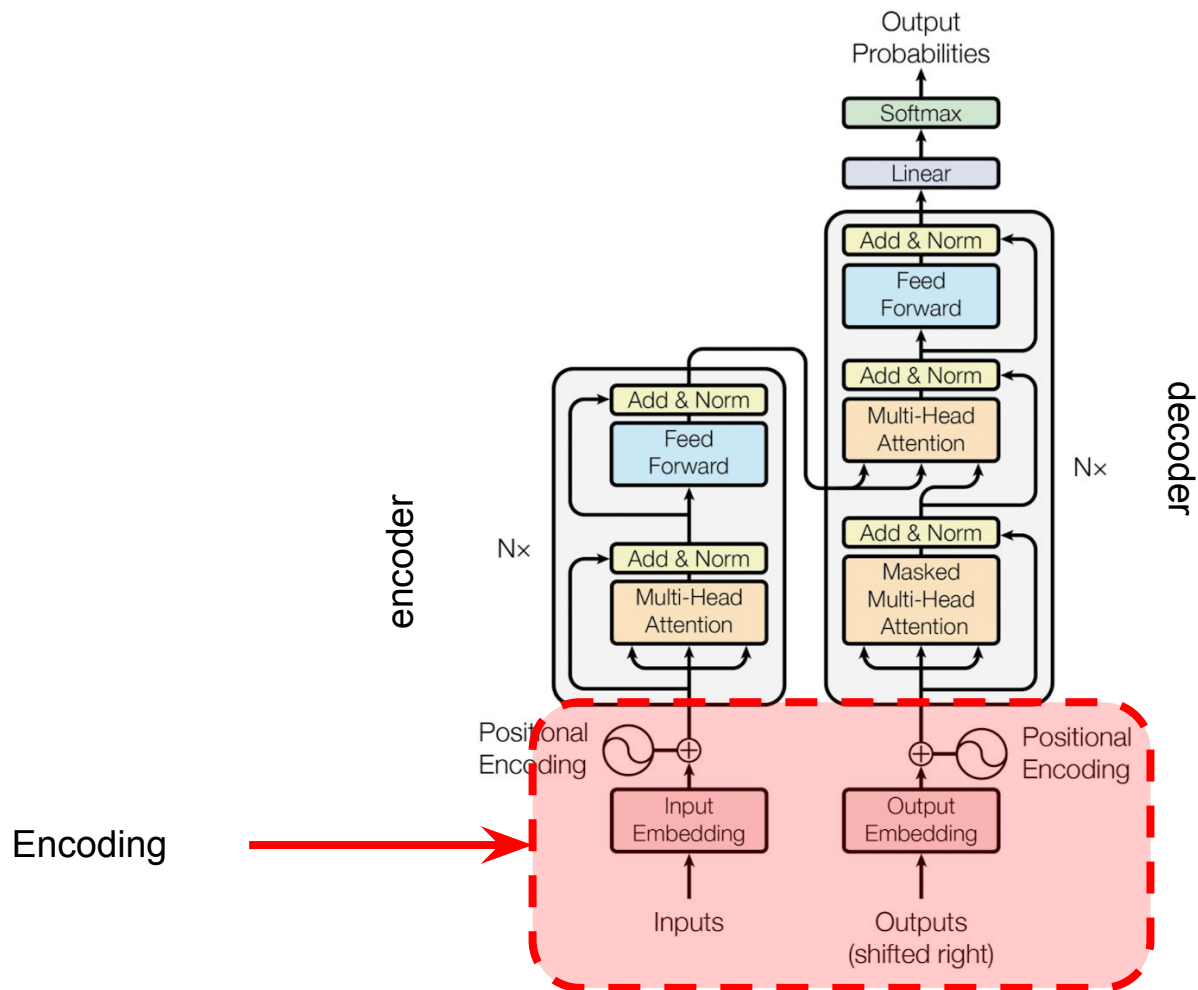 Output
Probabilities
Softmax
Linear
Add & Norm
Feed
Forward
Add & Norm
Multi-Head
Attention
Add & Norm
Masked
Multi-Head
Attention
Nx
decoder
Add & Norm
Feed
Forward
Add & Norm
Multi-Head
Attention
Nx
encoder
Positional
Encoding
Input
Embedding
Inputs
Positional
Encoding
Output
Embedding
Outputs
(shifted right)
Encoding